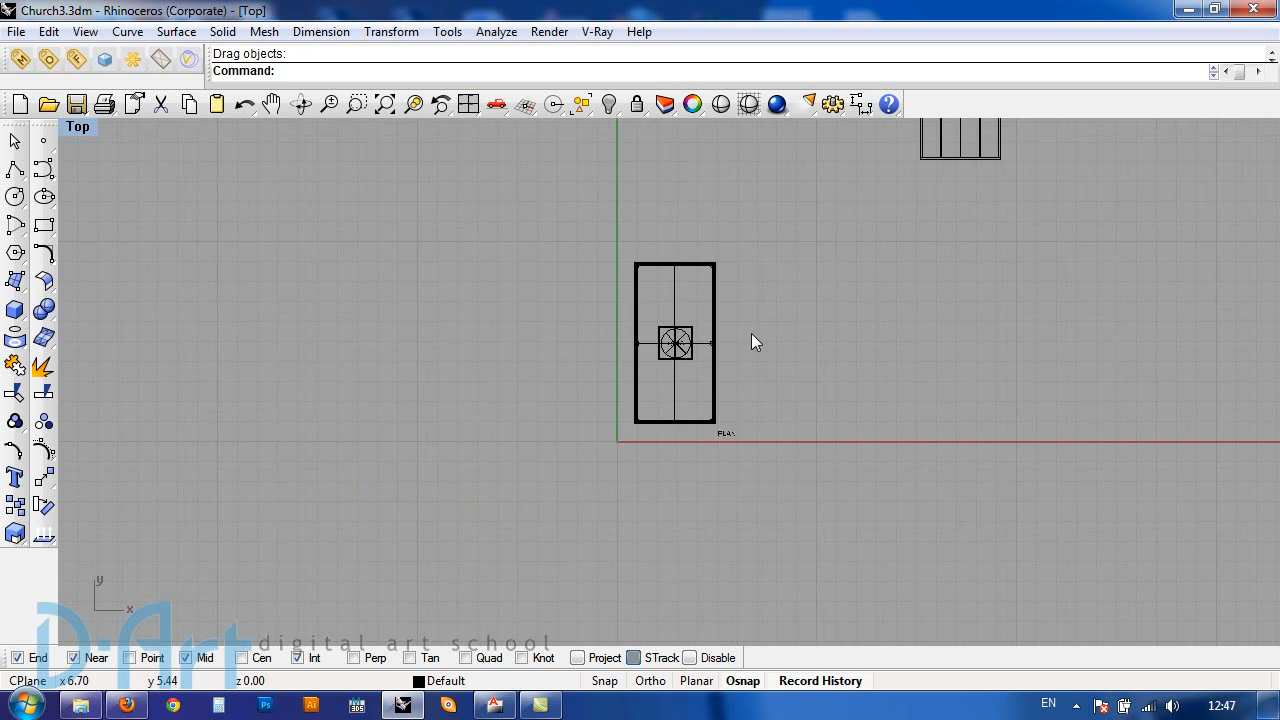 Church3.3dm - Rhinoceros (Corporate) - [Top]
File Edit View Curve Surface Solid Mesh Dimension Transform Tools Analyze Render V-Ray Help
Drag objects:
Command:
Top
PLAN
y
x
D-Art digital art school
End Near Point Mid Cen Int Perp Tan Quad Knot Project STrack Disable
CPlane x 6.70 y 5.44 z 0.00 Default Snap Ortho Planar Osnap Record History
EN 12:47